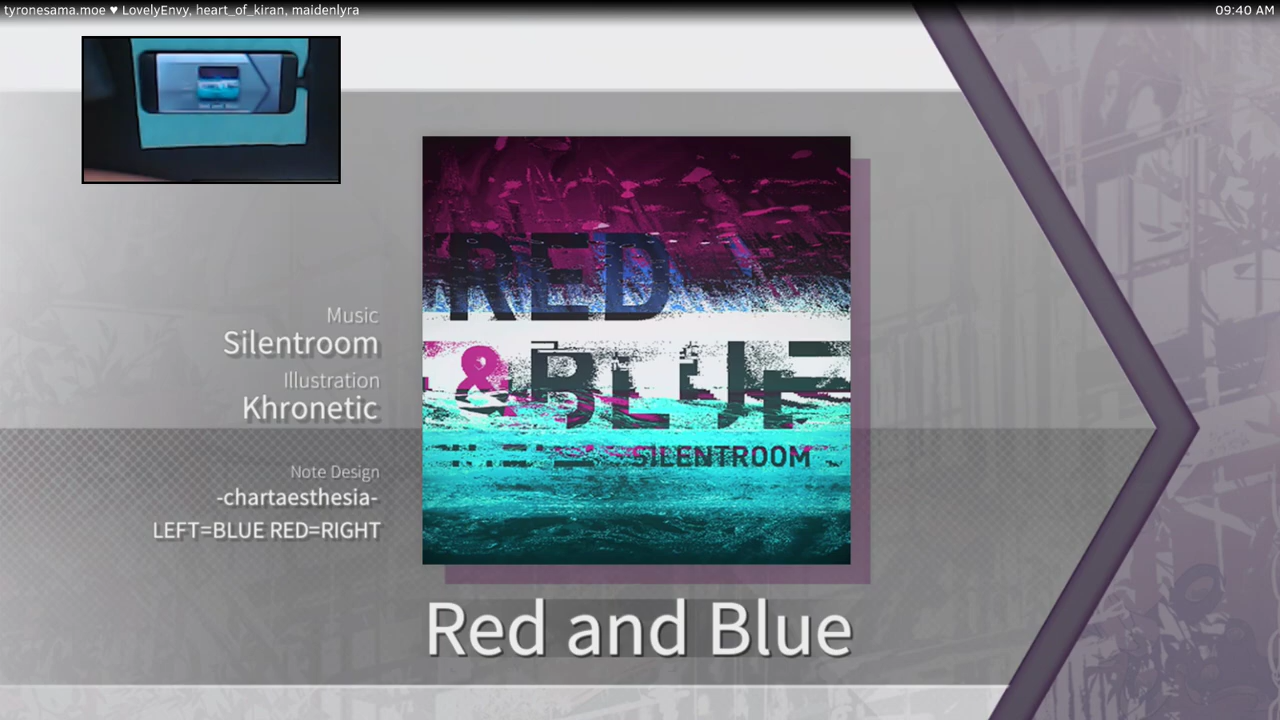 tyronesama.moe ♥ LovelyEnvy, heart_of_kiran, maidenlyra
09:40 AM
RED
& BLUE
SILENTROOM
Music
Silentroom
Illustration
Khronetic
Note Design
-chartaesthesia-
LEFT=BLUE RED=RIGHT
Red and Blue